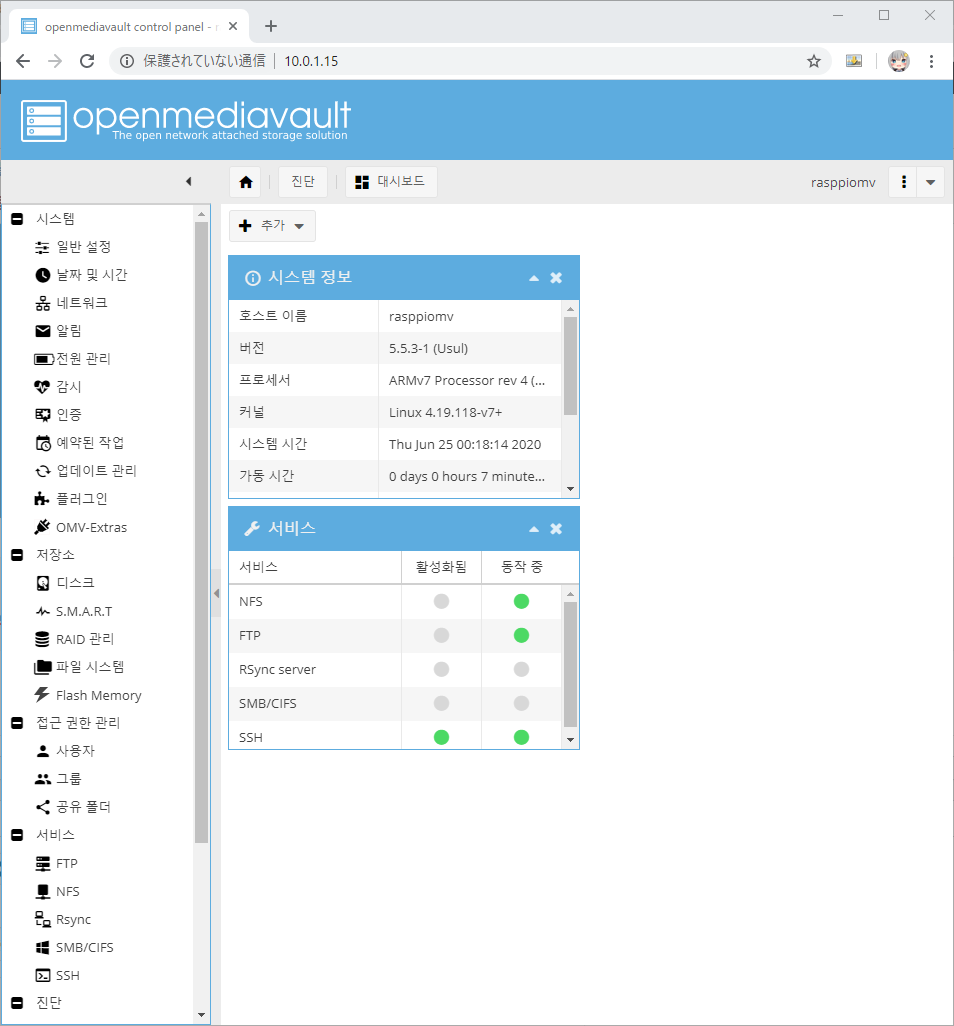 openmediavault control panel -
保護されていない通信 10.0.1.15
openmediavault
The open network attached storage solution
진단 대시보드 rasppiomv
시스템
일반 설정
날짜 및 시간
네트워크
알림
전원 관리
감시
인증
예약된 작업
업데이트 관리
플러그인
OMV-Extras
저장소
디스크
S.M.A.R.T
RAID 관리
파일 시스템
Flash Memory
접근 권한 관리
사용자
그룹
공유 폴더
서비스
FTP
NFS
Rsync
SMB/CIFS
SSH
진단
추가
시스템 정보
호스트 이름 rasppiomv
버전 5.5.3-1 (Usul)
프로세서 ARMv7 Processor rev 4 (...
커널 Linux 4.19.118-v7+
시스템 시간 Thu Jun 25 00:18:14 2020
가동 시간 0 days 0 hours 7 minute...
서비스
서비스 활성화됨 동작 중
NFS
FTP
RSync server
SMB/CIFS
SSH